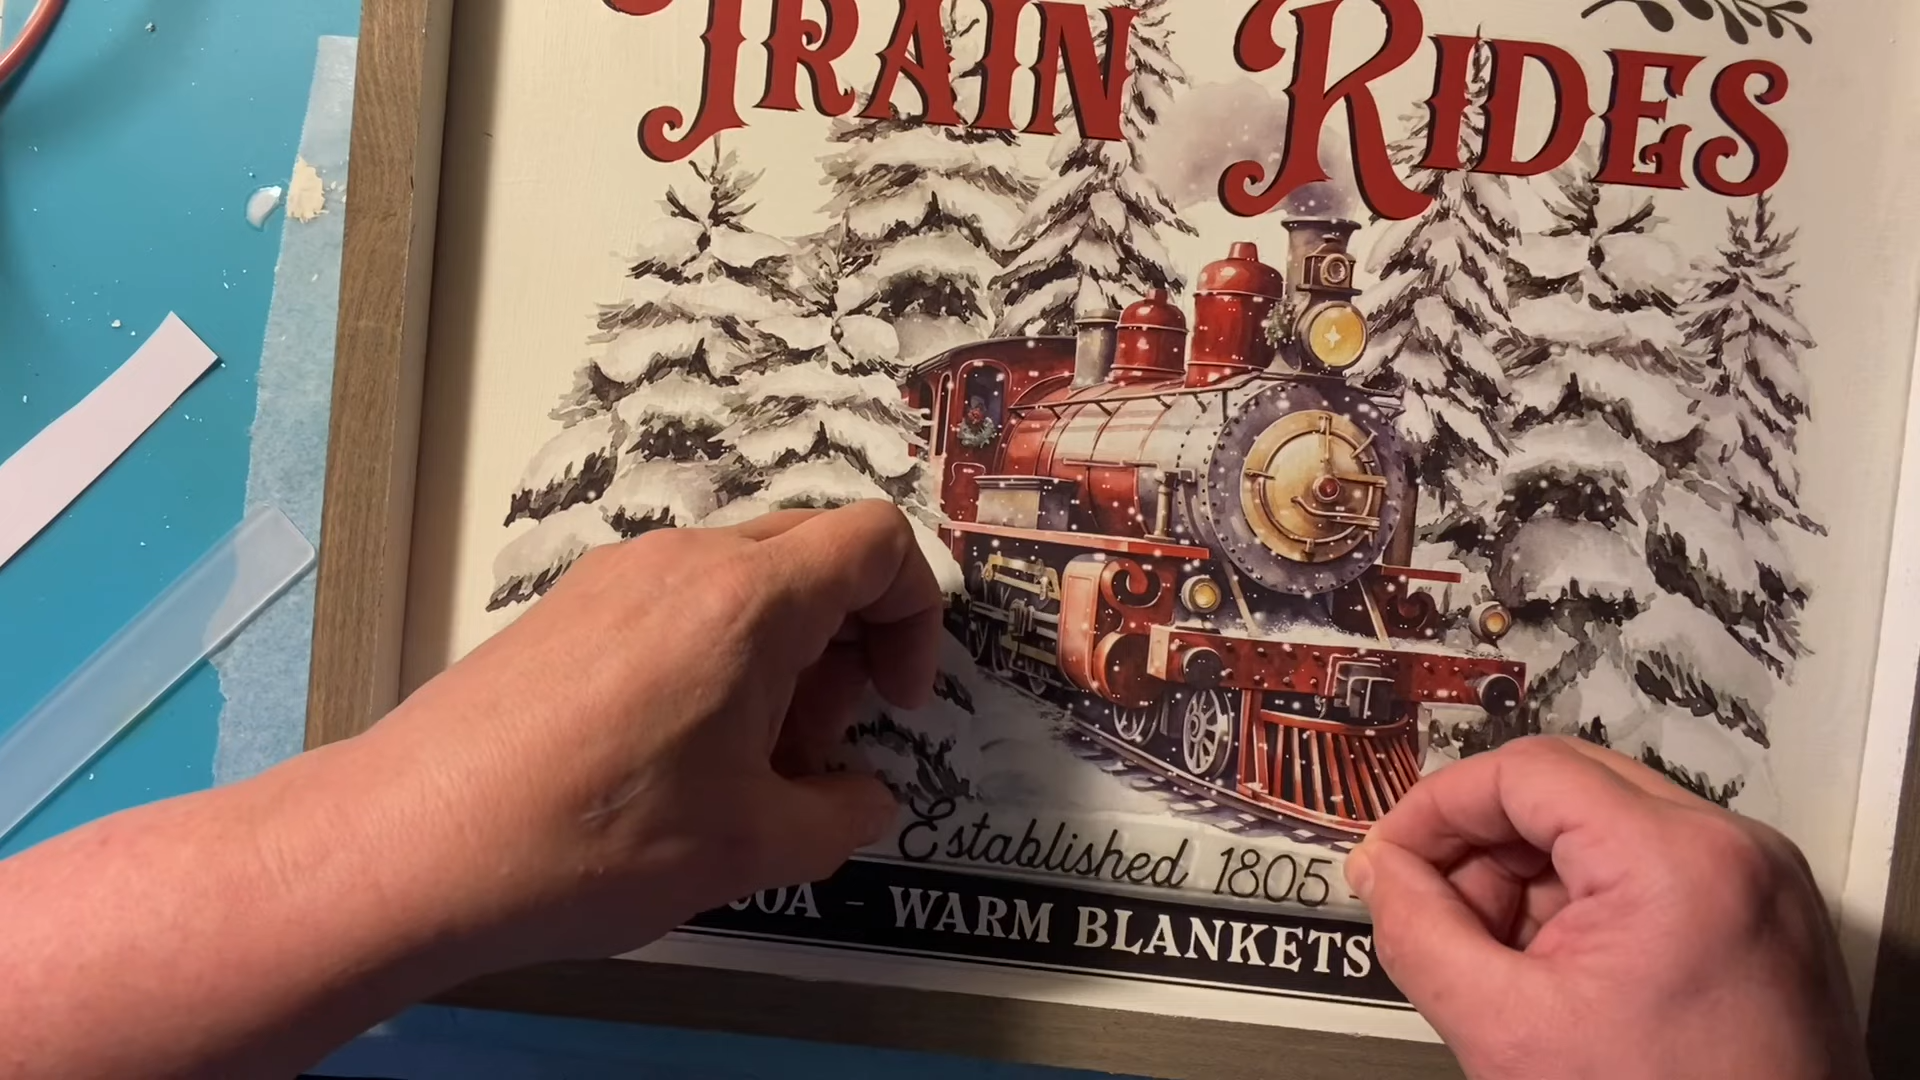 TRAIN RIDES
Established 1805 -
COA - WARM BLANKETS